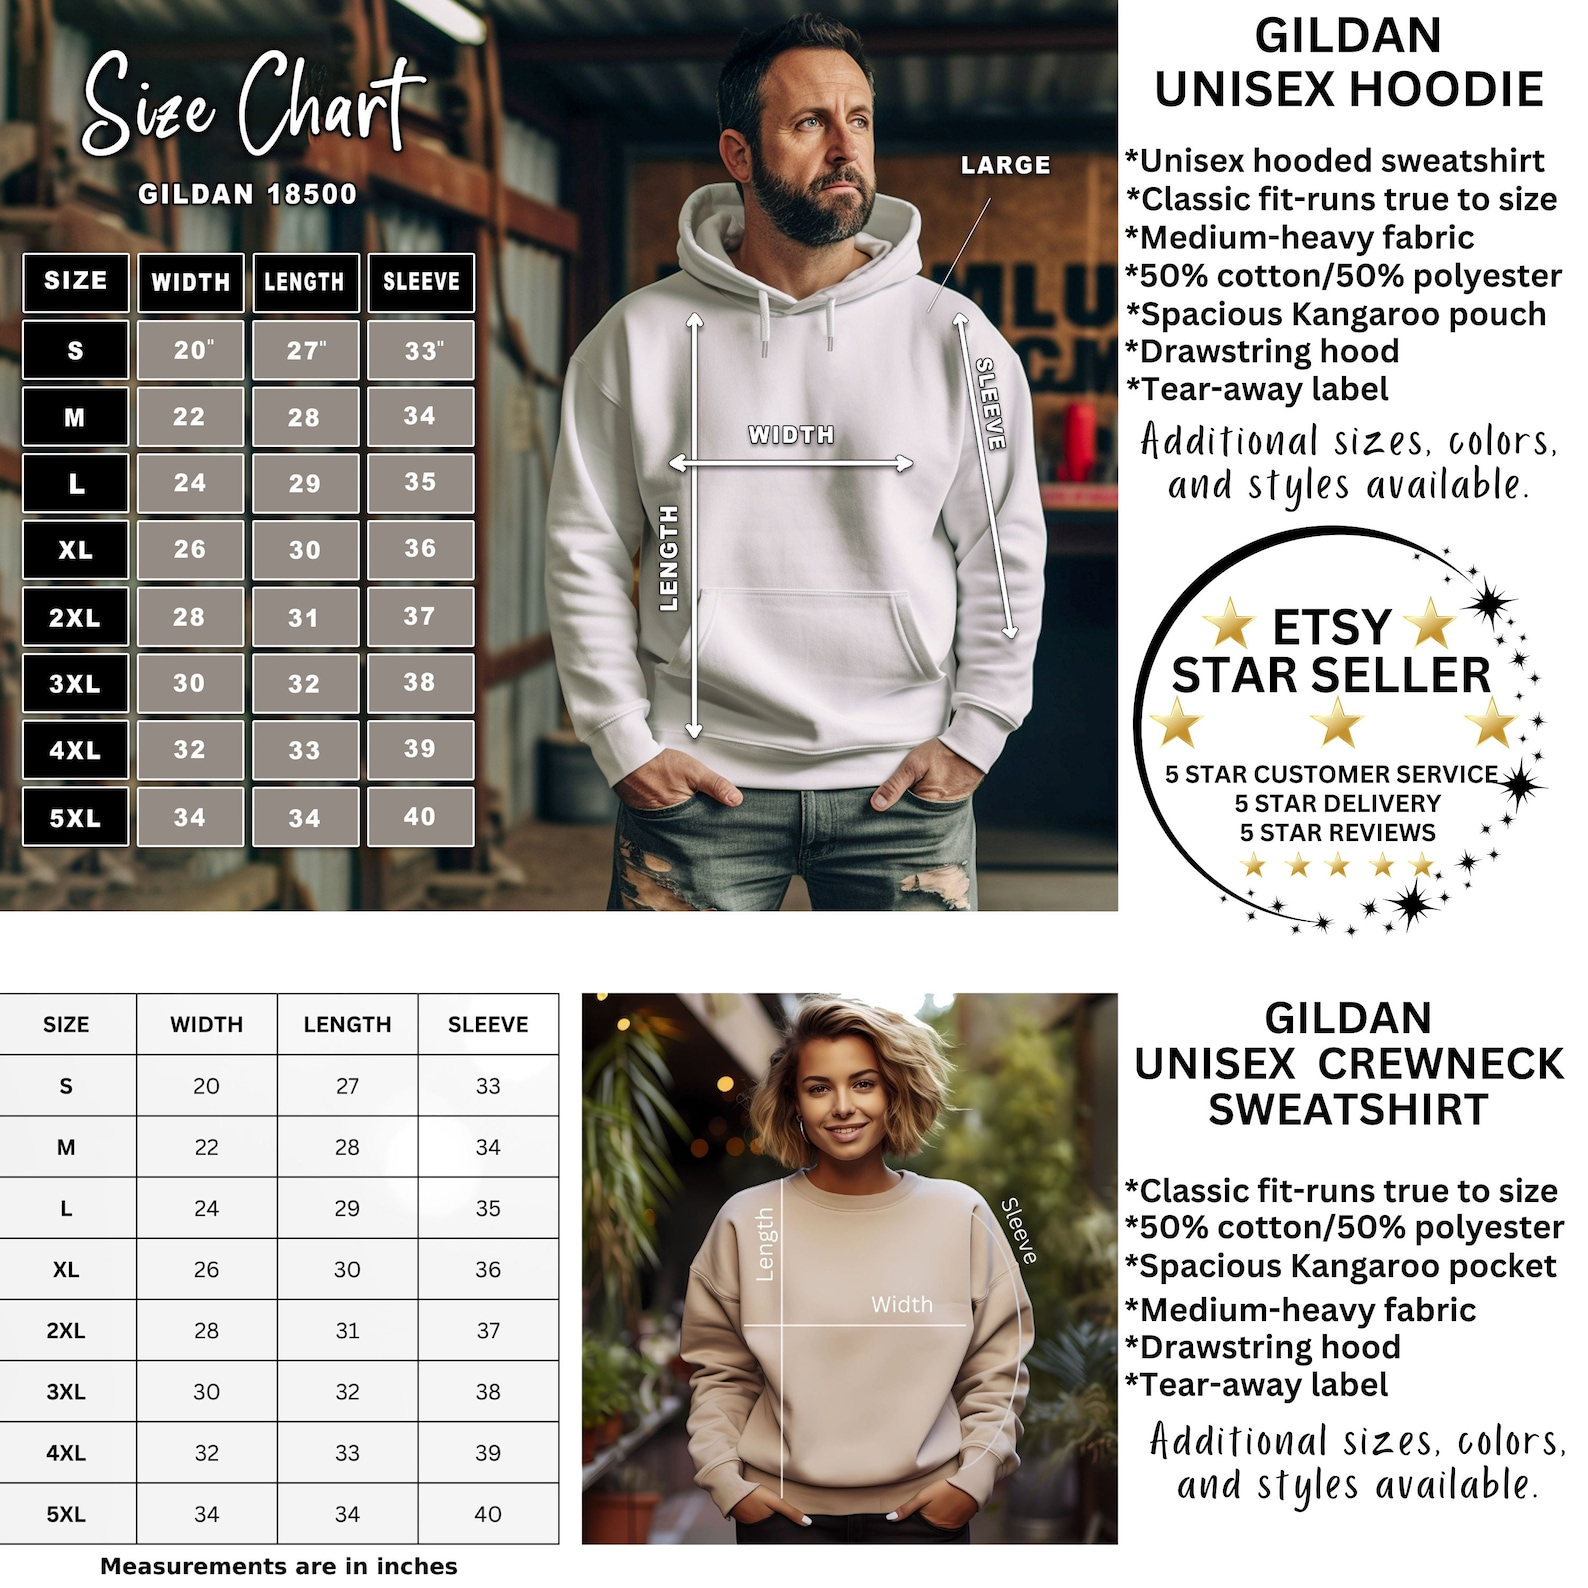 Size Chart
GILDAN 18500
SIZE WIDTH LENGTH SLEEVE
S 20" 27" 33"
M 22 28 34
L 24 29 35
XL 26 30 36
2XL 28 31 37
3XL 30 32 38
4XL 32 33 39
5XL 34 34 40
LARGE
SLEEVE
WIDTH
LENGTH
GILDAN
UNISEX HOODIE
*Unisex hooded sweatshirt
*Classic fit-runs true to size
*Medium-heavy fabric
*50% cotton/50% polyester
*Spacious Kangaroo pouch
*Drawstring hood
*Tear-away label
Additional sizes, colors,
and styles available.
ETSY
STAR SELLER
5 STAR CUSTOMER SERVICE
5 STAR DELIVERY
5 STAR REVIEWS
SIZE WIDTH LENGTH SLEEVE
S 20 27 33
M 22 28 34
L 24 29 35
XL 26 30 36
2XL 28 31 37
3XL 30 32 38
4XL 32 33 39
5XL 34 34 40
Measurements are in inches
Length
Sleeve
Width
GILDAN
UNISEX CREWNECK
SWEATSHIRT
*Classic fit-runs true to size
*50% cotton/50% polyester
*Spacious Kangaroo pocket
*Medium-heavy fabric
*Drawstring hood
*Tear-away label
Additional sizes, colors,
and styles available.